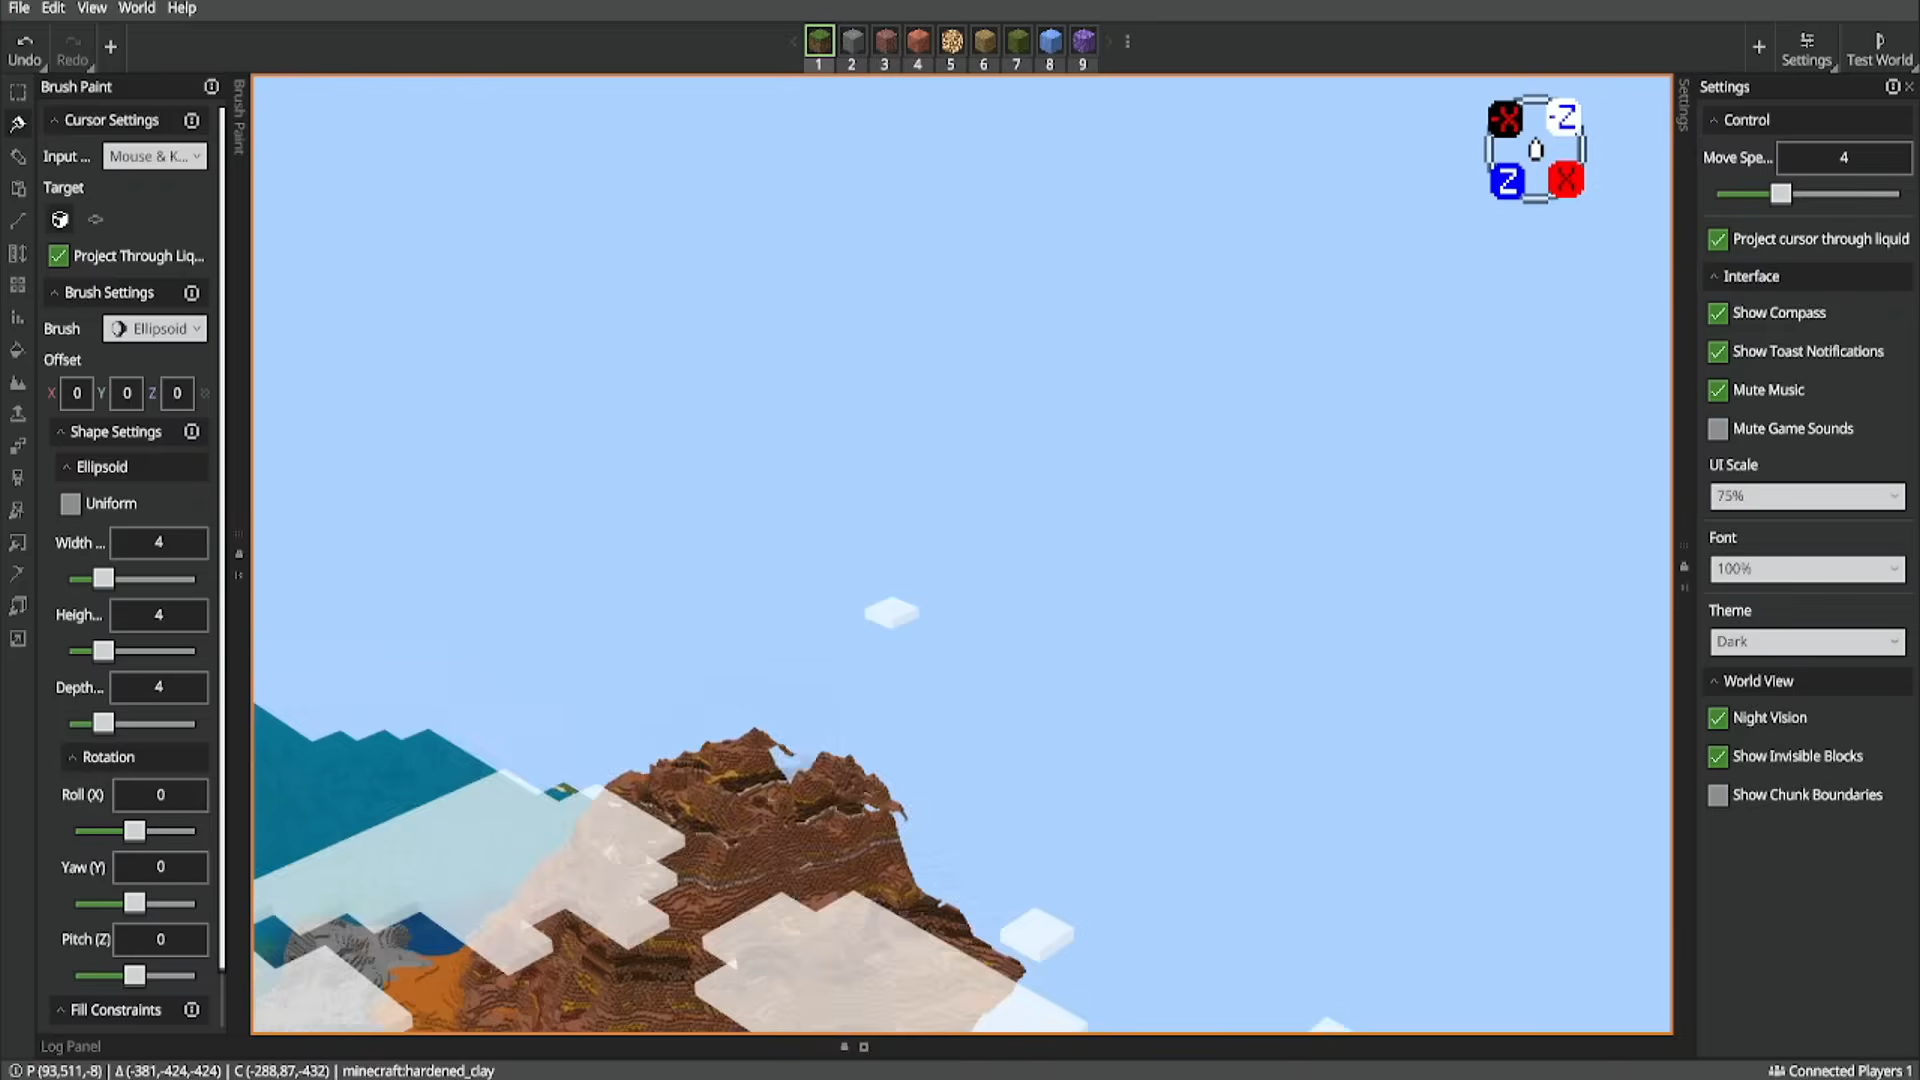 File Edit View World Help
Undo Redo
1 2 3 4 5 6 7 8 9
Settings Test World
Brush Paint
Brush Paint
Cursor Settings
Input ... Mouse & K...
Target
Project Through Liq...
Brush Settings
Brush Ellipsoid
Offset
X 0 Y 0 Z 0
Shape Settings
Ellipsoid
Uniform
Width ... 4
Heigh... 4
Depth... 4
Rotation
Roll (X) 0
Yaw (Y) 0
Pitch (Z) 0
Fill Constraints
Log Panel
-X -Z
Z X
Settings
Settings
Control
Move Spe... 4
Project cursor through liquid
Interface
Show Compass
Show Toast Notifications
Mute Music
Mute Game Sounds
UI Scale
75%
Font
100%
Theme
Dark
World View
Night Vision
Show Invisible Blocks
Show Chunk Boundaries
P (93,511,-8) | Δ (-381,-424,-424) | C (-288,87,-432) | minecraft:hardened_clay
Connected Players 1